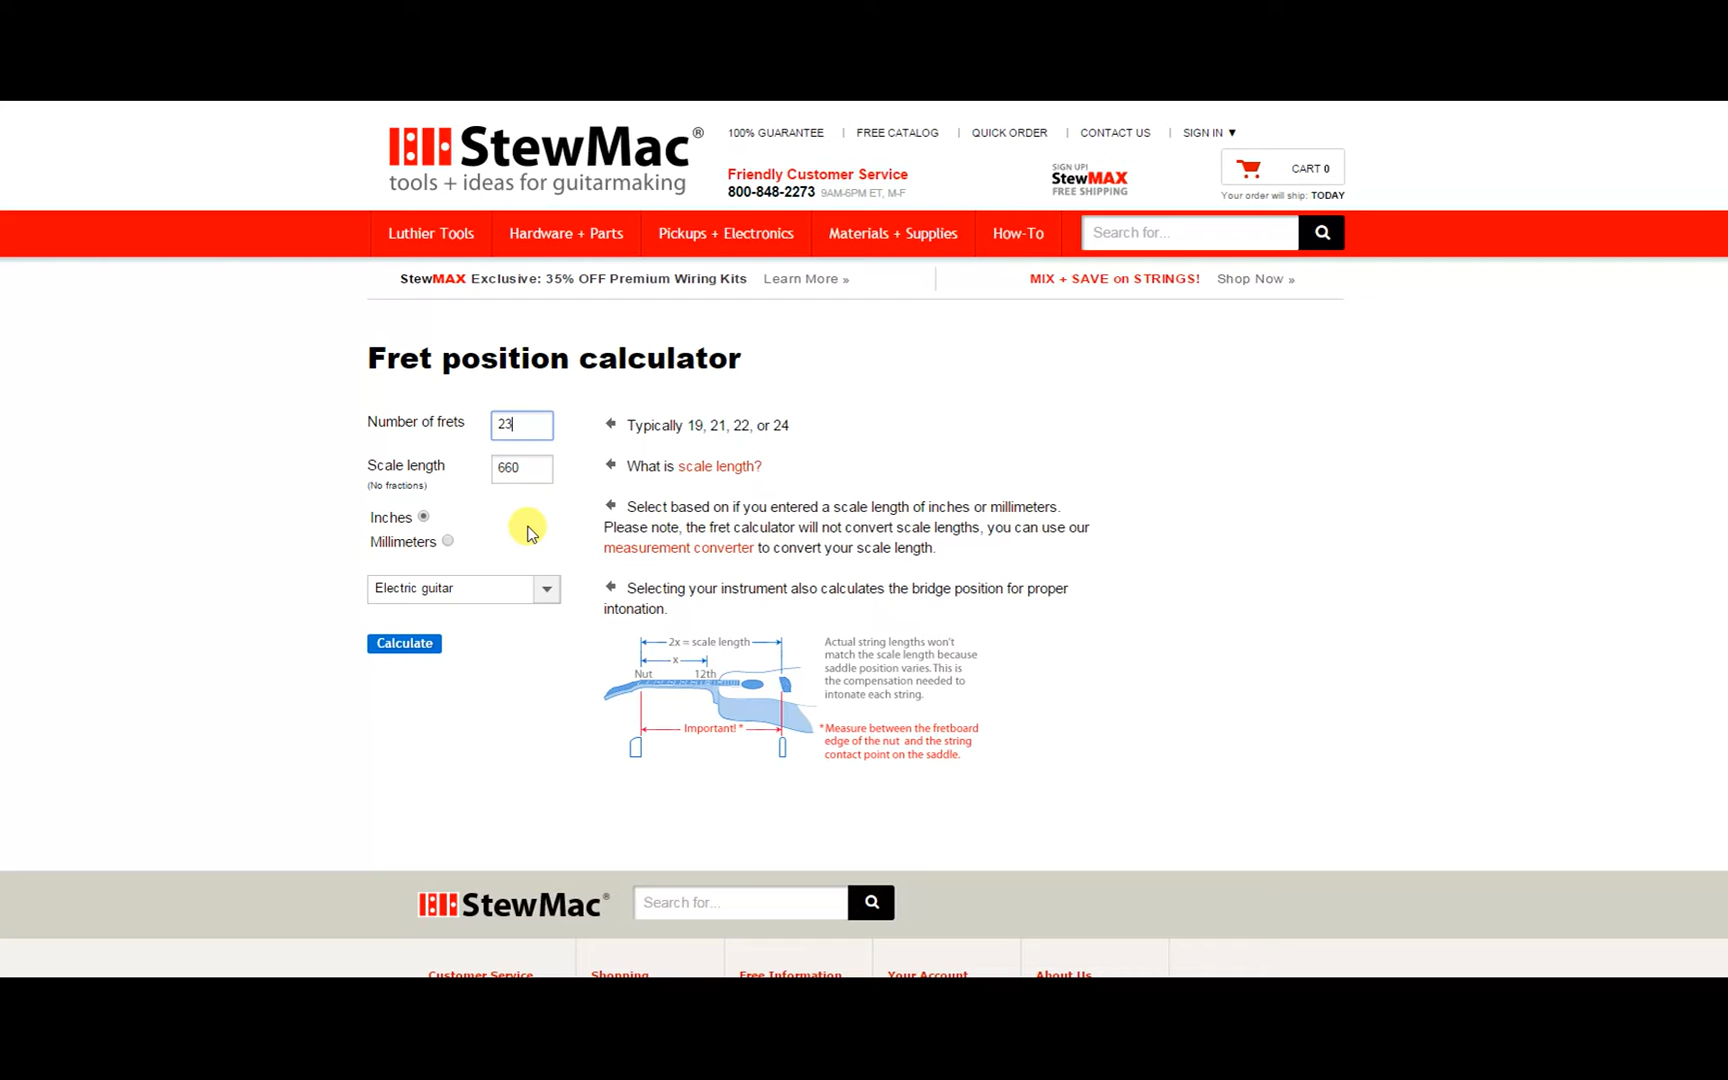 StewMac®
tools + ideas for guitarmaking
100% GUARANTEE | FREE CATALOG | QUICK ORDER | CONTACT US | SIGN IN ▼
Friendly Customer Service
800-848-2273 9AM-6PM ET, M-F
SIGN UP!
StewMAX
FREE SHIPPING
CART 0
Your order will ship: TODAY
Luthier Tools Hardware + Parts Pickups + Electronics Materials + Supplies How-To Search for...
StewMAX Exclusive: 35% OFF Premium Wiring Kits Learn More » MIX + SAVE on STRINGS! Shop Now »
Fret position calculator
Number of frets 23 Typically 19, 21, 22, or 24
Scale length 660 What is scale length?
(No fractions)
Inches
Millimeters
Select based on if you entered a scale length of inches or millimeters.
Please note, the fret calculator will not convert scale lengths, you can use our
measurement converter to convert your scale length.
Electric guitar
Selecting your instrument also calculates the bridge position for proper
intonation.
Calculate
2x = scale length
x
Nut 12th
Important! *
Actual string lengths won't
match the scale length because
saddle position varies. This is
the compensation needed to
intonate each string.
*Measure between the fretboard
edge of the nut and the string
contact point on the saddle.
StewMac® Search for...
Customer Service Shopping Free Information Your Account About Us